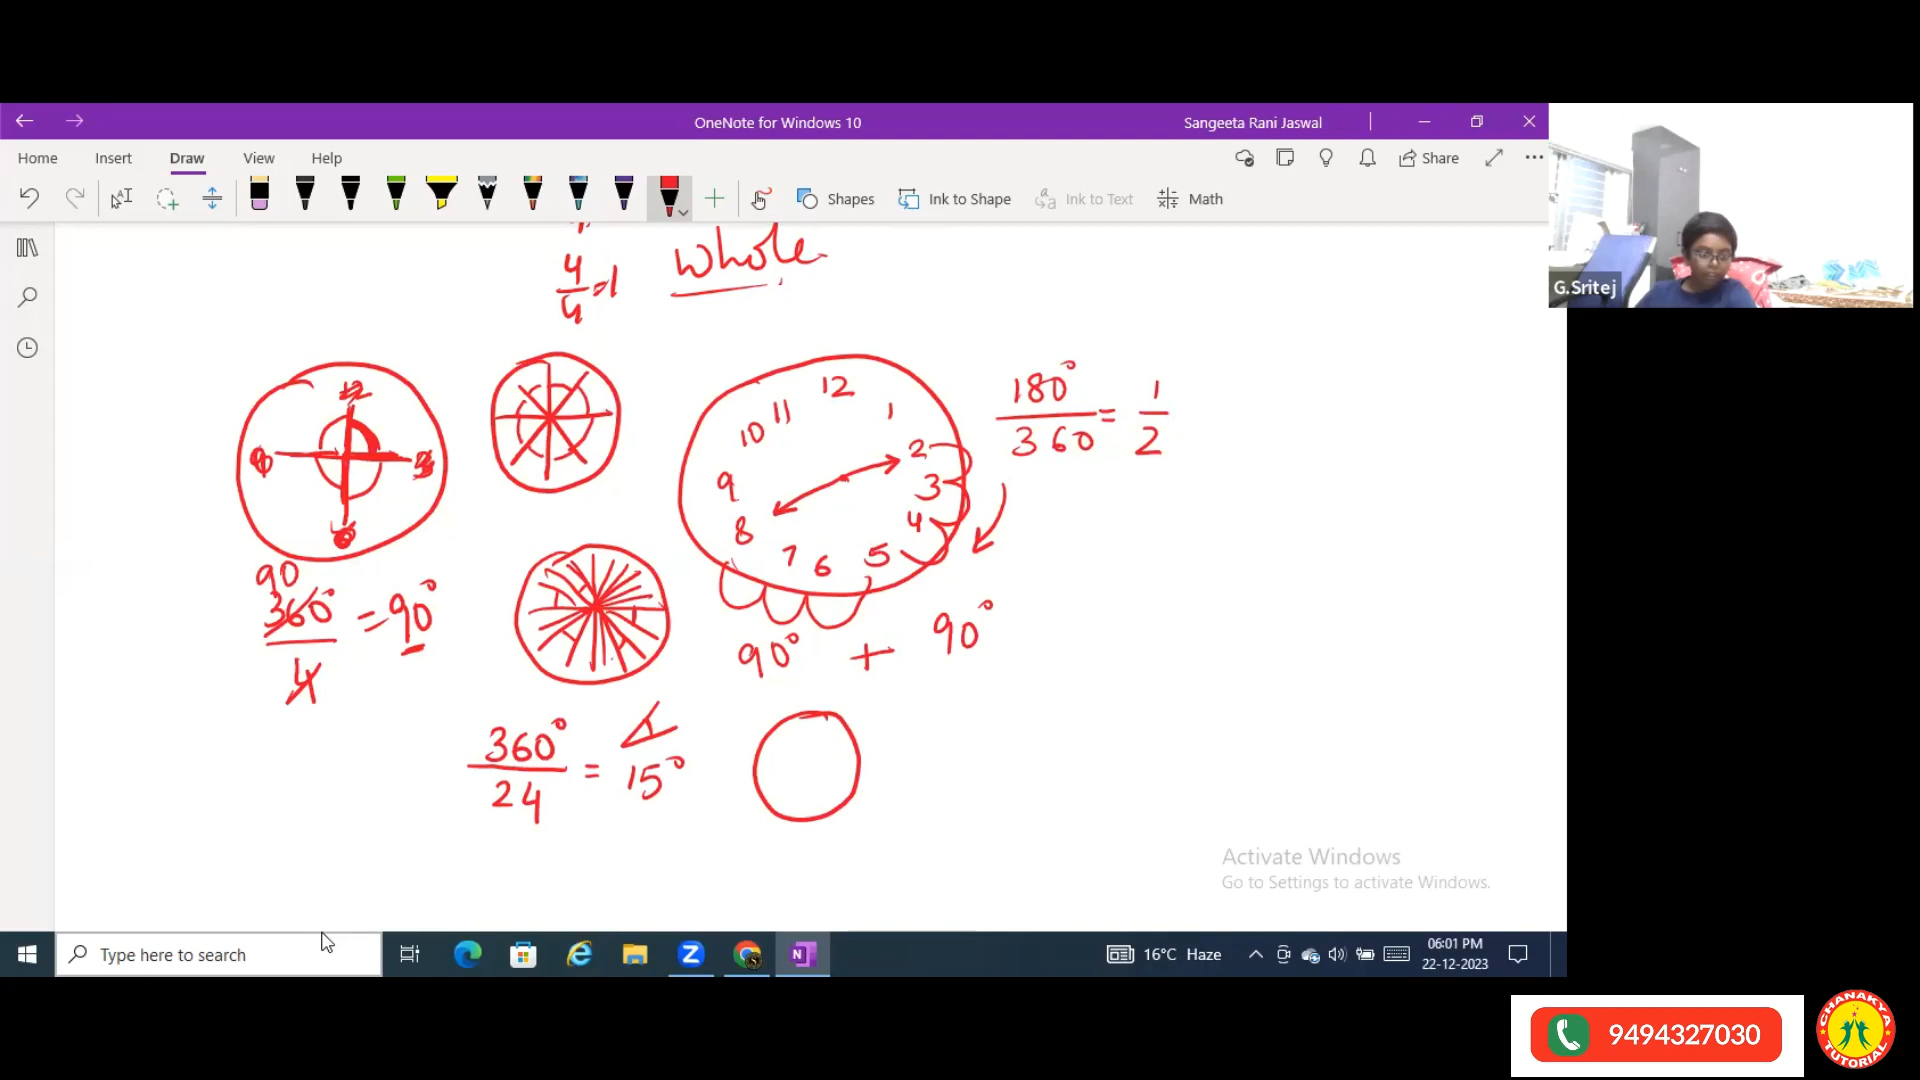 OneNote for Windows 10
Sangeeta Rani Jaswal
Home Insert Draw View Help
Share
Shapes Ink to Shape Ink to Text Math
G.Sritej
4/4 = 1 whole
12
9 3
6
12
11 1
10 2
9 3
8 4
7 6 5
180°/360 = 1/2
90
360°/4 = 90°
90° + 90°
360°/24 = 15°
Activate Windows
Go to Settings to activate Windows.
Type here to search
16°C Haze
06:01 PM
22-12-2023
9494327030
CHANAKYA
TUTORIAL